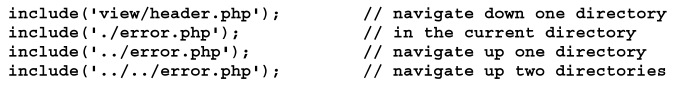 include('view/header.php');          // navigate down one directory
include('./error.php');              // in the current directory
include('../error.php');             // navigate up one directory
include('../../error.php');          // navigate up two directories